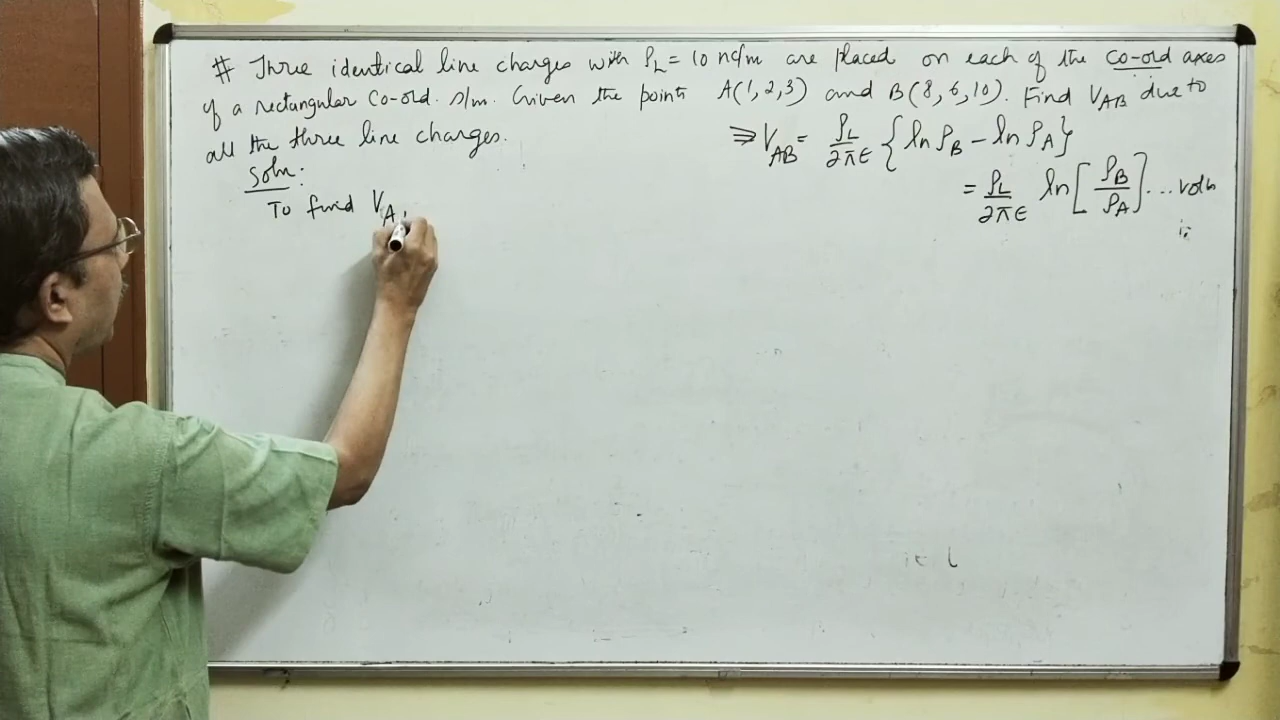 # Three identical line charges with ρL = 10 nc/m are placed on each of the co-ord axes
of a rectangular co-ord. s/m. Given the points A(1,2,3) and B(8,6,10). Find VAB due to
all the three line charges.
⇒ VAB = ρL/2πϵ {ln ρB − ln ρA}
= ρL/2πϵ ln[ρB/ρA] ... volts
Soln:
To find VA